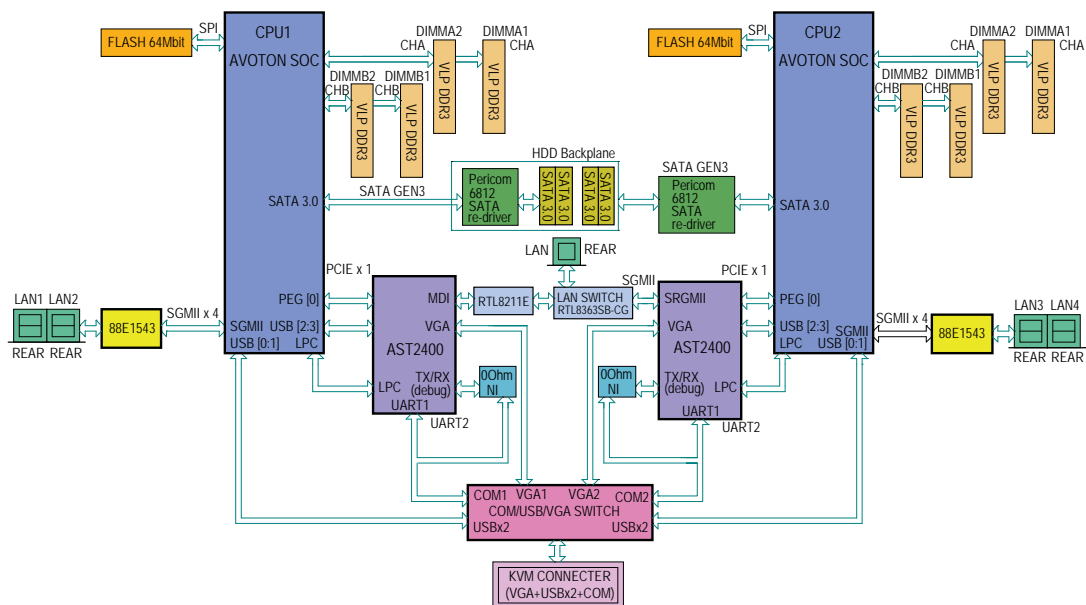 FLASH 64Mbit
SPI
CPU1
AVOTON SOC
DIMMA2
CHA
DIMMA1
CHA
VLP DDR3
VLP DDR3
DIMMB2
CHB
DIMMB1
CHB
VLP DDR3
VLP DDR3
FLASH 64Mbit
SPI
CPU2
AVOTON SOC
DIMMA2
CHA
DIMMA1
CHA
VLP DDR3
VLP DDR3
DIMMB2
CHB
DIMMB1
CHB
VLP DDR3
VLP DDR3
HDD Backplane
SATA 3.0
SATA GEN3
Pericom
6812
SATA
re-driver
SATA 3.0
SATA 3.0
SATA 3.0
SATA 3.0
SATA GEN3
Pericom
6812
SATA
re-driver
SATA 3.0
LAN
REAR
PCIE x 1
SGMII
PCIE x 1
LAN1
LAN2
REAR
REAR
88E1543
SGMII x 4
PEG [0]
SGMII
USB [2:3]
USB [0:1]
LPC
MDI
VGA
AST2400
TX/RX
(debug)
LPC
UART1
UART2
RTL8211E
LAN SWITCH
RTL8363SB-CG
0Ohm
NI
0Ohm
NI
SRGMII
VGA
AST2400
TX/RX
(debug)
LPC
UART1
UART2
PEG [0]
USB [2:3]
SGMII
LPC
USB [0:1]
SGMII x 4
88E1543
LAN3
LAN4
REAR
REAR
COM1
VGA1
VGA2
COM2
COM/USB/VGA SWITCH
USBx2
USBx2
KVM CONNECTER
(VGA+USBx2+COM)